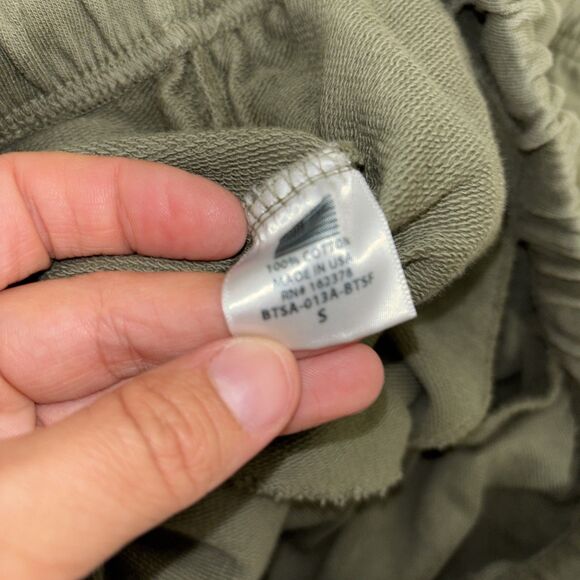 100% COTTON
MADE IN USA
RN# 162378
BTSA-013A-BTSF
S